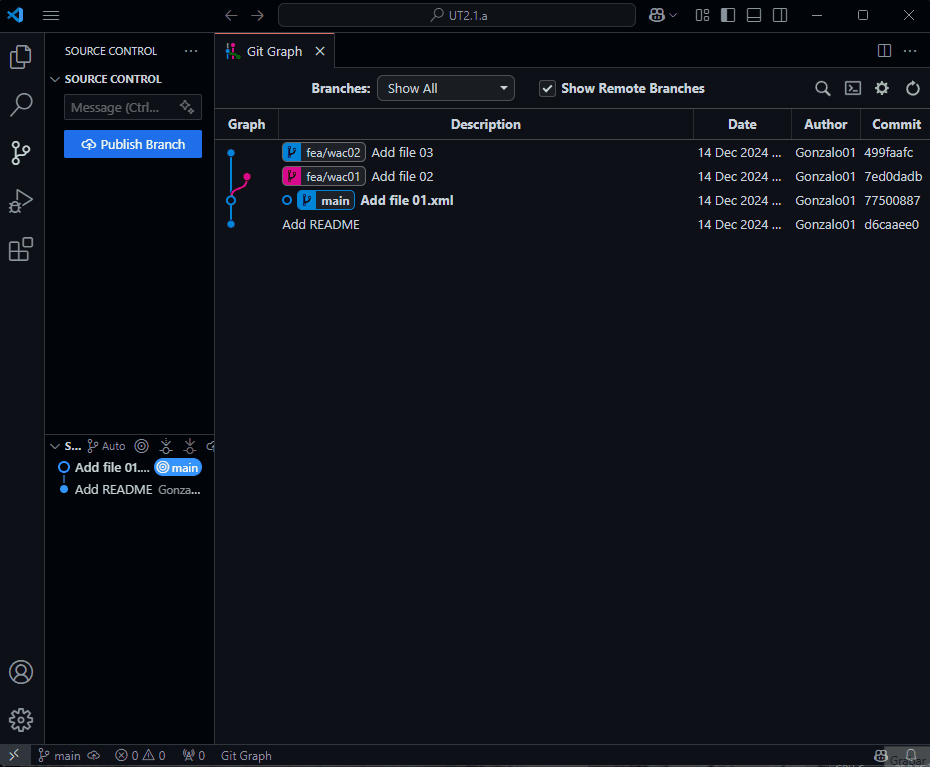 UT2.1.a
SOURCE CONTROL
Git Graph
SOURCE CONTROL
Message (Ctrl...
Publish Branch
Branches: Show All Show Remote Branches
Graph Description Date Author Commit
fea/wac02 Add file 03 14 Dec 2024 ... Gonzalo01 499faafc
fea/wac01 Add file 02 14 Dec 2024 ... Gonzalo01 7ed0dadb
main Add file 01.xml 14 Dec 2024 ... Gonzalo01 77500887
Add README 14 Dec 2024 ... Gonzalo01 d6caaee0
S... Auto
Add file 01.... main
Add README Gonza...
main 0 0 0 Git Graph